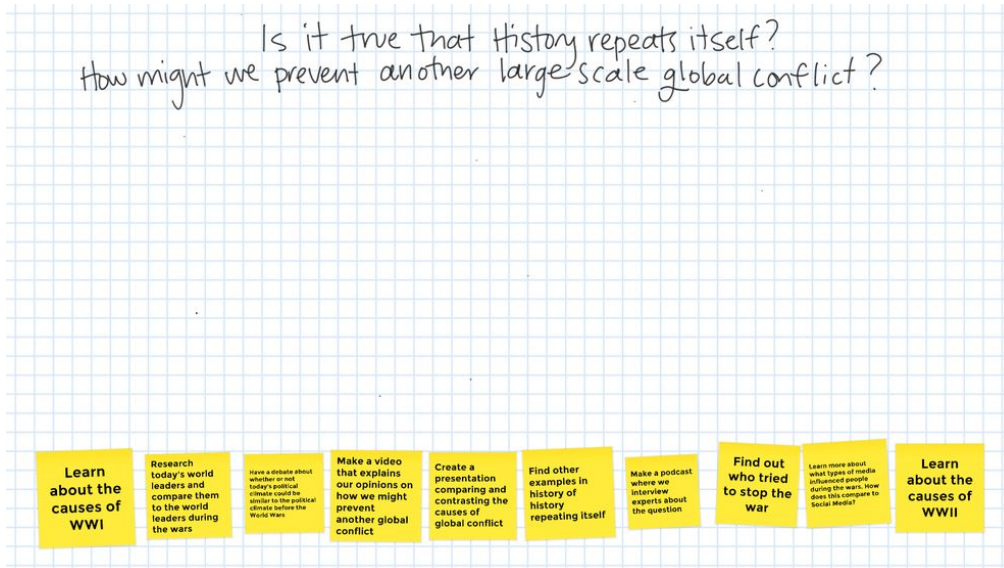 Is it true that History repeats itself?
How might we prevent another large scale global conflict?
Learn
about the
causes of
WWI
Research
today's world
leaders and
compare them
to the world
leaders during
the wars
Have a debate about
whether or not
today's political
climate could be
similar to the political
climate before the
World Wars
Make a video
that explains
our opinions on
how we might
prevent
another global
conflict
Create a
presentation
comparing and
contrasting the
causes of
global conflict
Find other
examples in
history of
history
repeating itself
Make a podcast
where we
interview
experts about
the question
Find out
who tried
to stop the
war
Learn more about
what types of media
influenced people
during the wars. How
does this compare to
Social Media?
Learn
about the
causes of
WWII